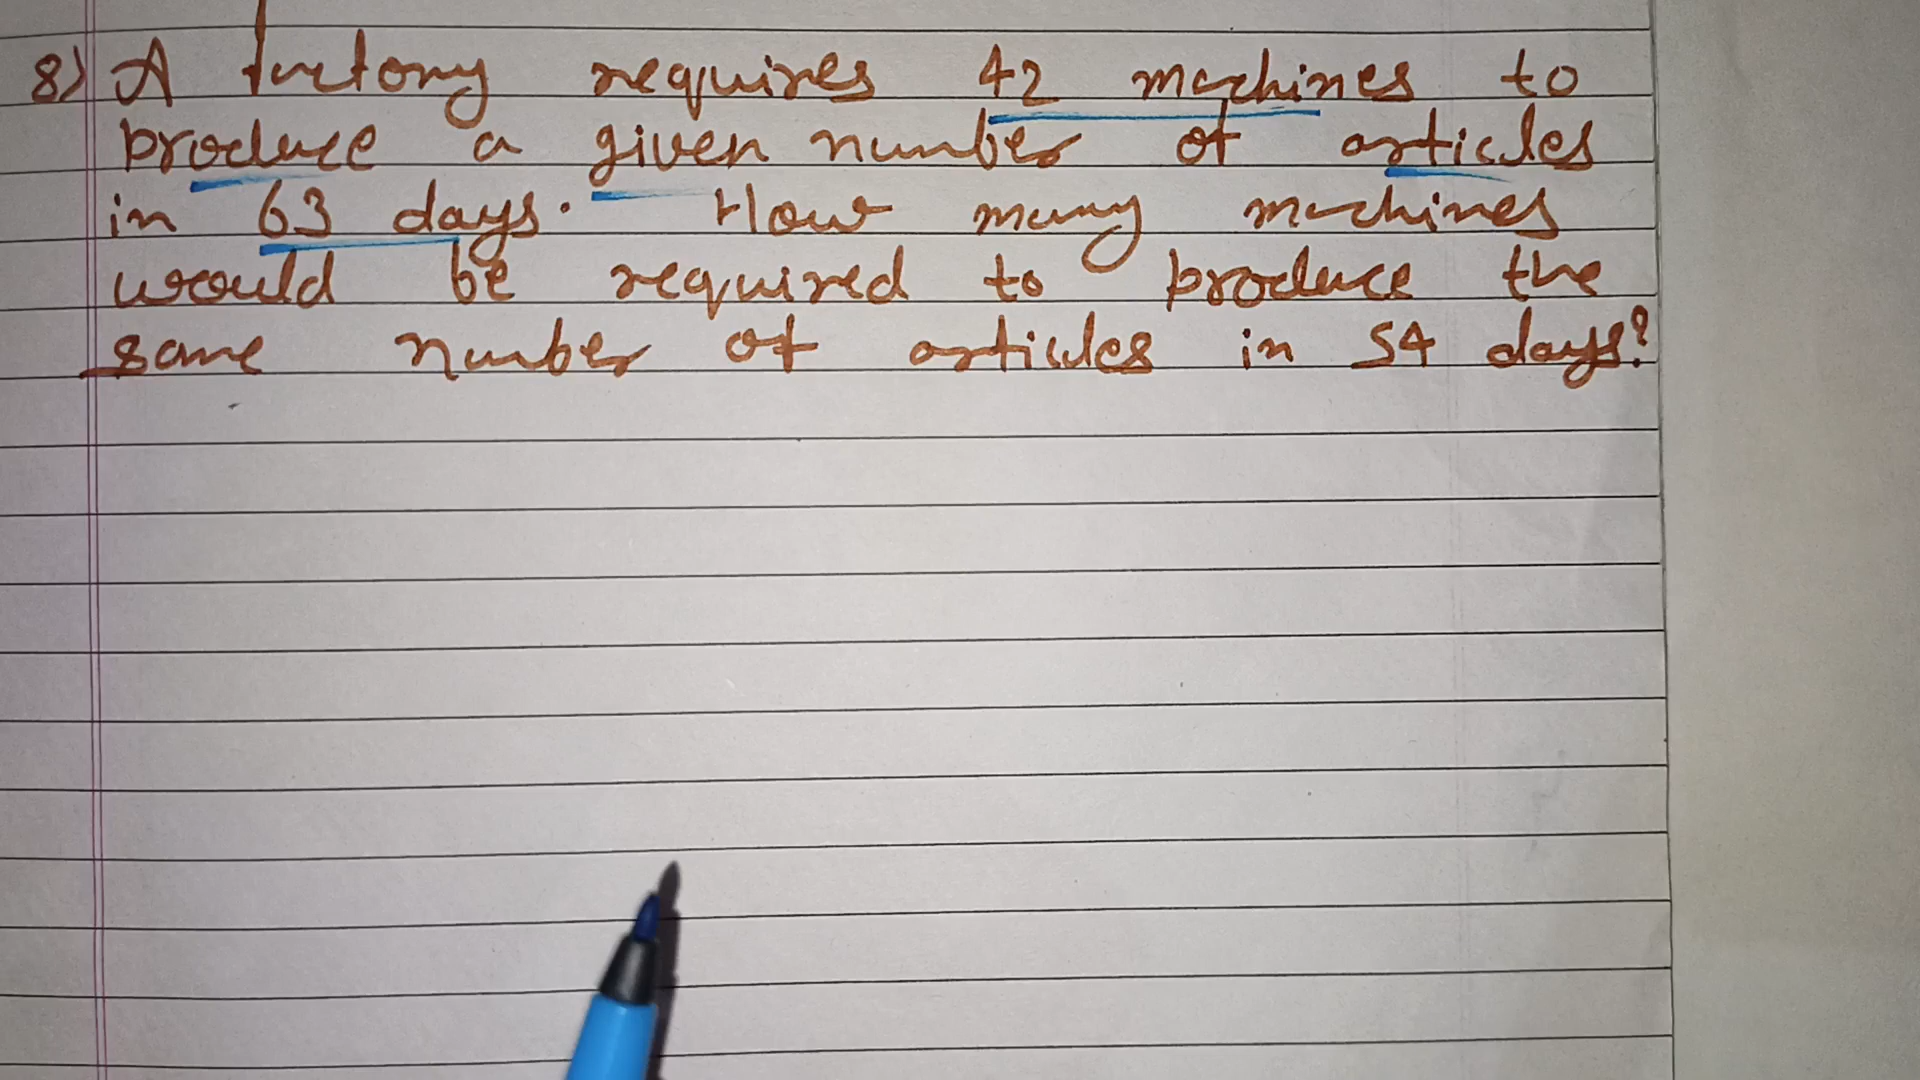 8) A factory requires 42 machines to
produce a given number of articles
in 63 days. How many machines
would be required to produce the
same number of articles in 54 days?